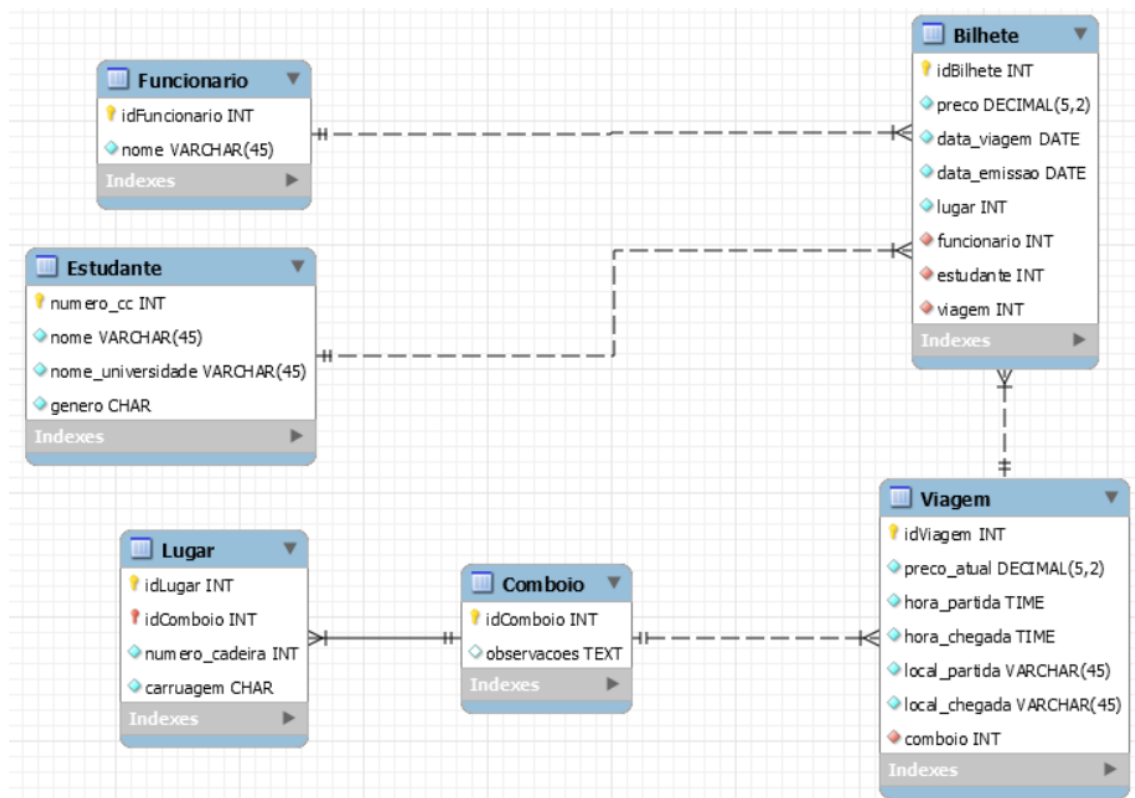 Funcionario
idFuncionario INT
nome VARCHAR(45)
Indexes
Estudante
numero_cc INT
nome VARCHAR(45)
nome_universidade VARCHAR(45)
genero CHAR
Indexes
Bilhete
idBilhete INT
preco DECIMAL(5,2)
data_viagem DATE
data_emissao DATE
lugar INT
funcionario INT
estudante INT
viagem INT
Indexes
Lugar
idLugar INT
idComboio INT
numero_cadeira INT
carruagem CHAR
Indexes
Comboio
idComboio INT
observacoes TEXT
Indexes
Viagem
idViagem INT
preco_atual DECIMAL(5,2)
hora_partida TIME
hora_chegada TIME
local_partida VARCHAR(45)
local_chegada VARCHAR(45)
comboio INT
Indexes